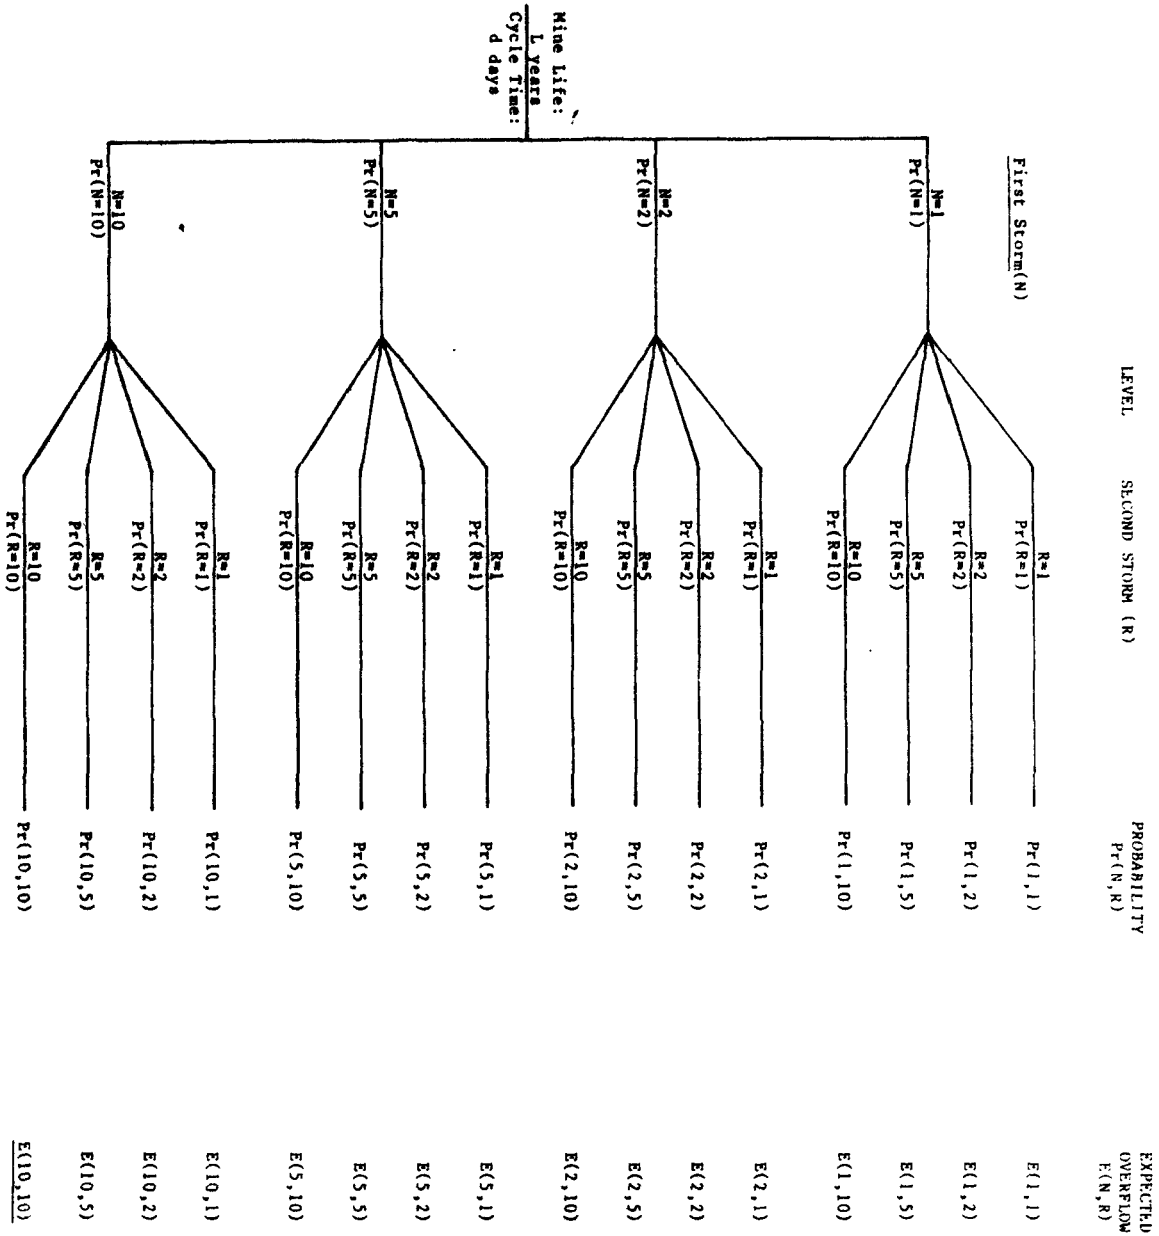 LEVEL
First Storm(N)
SECOND STORM (R)
PROBABILITY
Pr(N,R)
EXPECTED
OVERFLOW
E(N,R)
Mine Life:
L years
Cycle Time:
d days
N=1
Pr(N=1)
R=1
Pr(R=1)
Pr(1,1)
E(1,1)
R=2
Pr(R=2)
Pr(1,2)
E(1,2)
R=5
Pr(R=5)
Pr(1,5)
E(1,5)
R=10
Pr(R=10)
Pr(1,10)
E(1,10)
N=2
Pr(N=2)
R=1
Pr(R=1)
Pr(2,1)
E(2,1)
R=2
Pr(R=2)
Pr(2,2)
E(2,2)
R=5
Pr(R=5)
Pr(2,5)
E(2,5)
R=10
Pr(R=10)
Pr(2,10)
E(2,10)
N=5
Pr(N=5)
R=1
Pr(R=1)
Pr(5,1)
E(5,1)
R=2
Pr(R=2)
Pr(5,2)
E(5,2)
R=5
Pr(R=5)
Pr(5,5)
E(5,5)
R=10
Pr(R=10)
Pr(5,10)
E(5,10)
N=10
Pr(N=10)
R=1
Pr(R=1)
Pr(10,1)
E(10,1)
R=2
Pr(R=2)
Pr(10,2)
E(10,2)
R=5
Pr(R=5)
Pr(10,5)
E(10,5)
R=10
Pr(R=10)
Pr(10,10)
E(10,10)